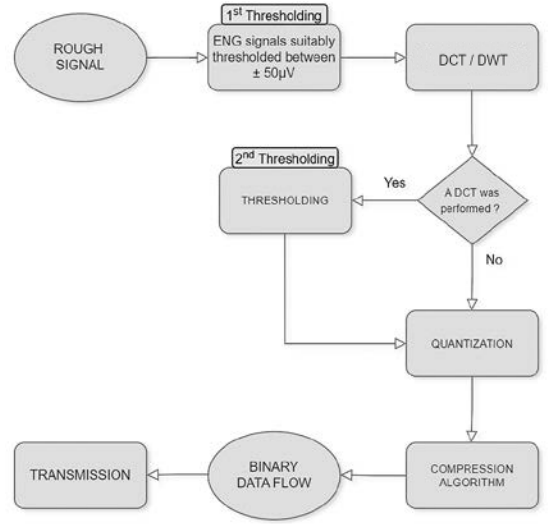 1st Thresholding
ROUGH
SIGNAL
ENG signals suitably
thresholded between
± 50µV
DCT / DWT
2nd Thresholding
THRESHOLDING
Yes
A DCT was
performed ?
No
QUANTIZATION
TRANSMISSION
BINARY
DATA FLOW
COMPRESSION
ALGORITHM